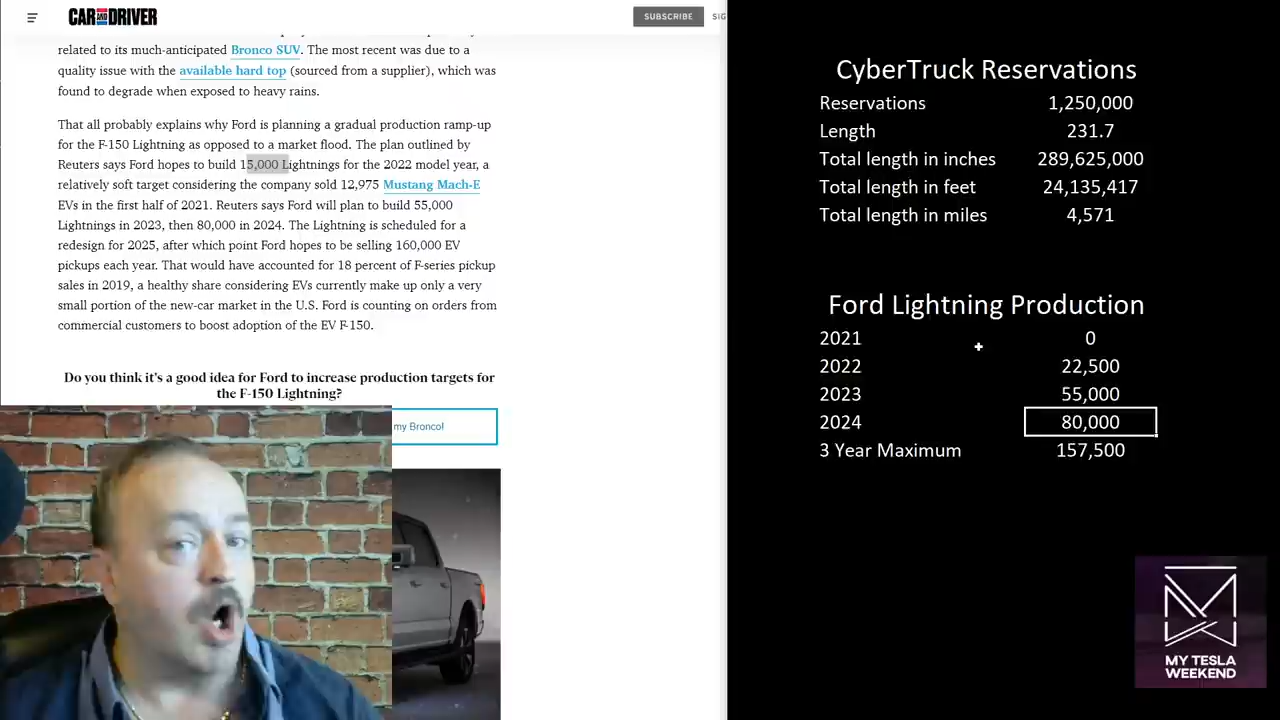 CAR AND DRIVER
SUBSCRIBE
SIG
related to its much-anticipated Bronco SUV. The most recent was due to a
quality issue with the available hard top (sourced from a supplier), which was
found to degrade when exposed to heavy rains.
That all probably explains why Ford is planning a gradual production ramp-up
for the F-150 Lightning as opposed to a market flood. The plan outlined by
Reuters says Ford hopes to build 15,000 Lightnings for the 2022 model year, a
relatively soft target considering the company sold 12,975 Mustang Mach-E
EVs in the first half of 2021. Reuters says Ford will plan to build 55,000
Lightnings in 2023, then 80,000 in 2024. The Lightning is scheduled for a
redesign for 2025, after which point Ford hopes to be selling 160,000 EV
pickups each year. That would have accounted for 18 percent of F-series pickup
sales in 2019, a healthy share considering EVs currently make up only a very
small portion of the new-car market in the U.S. Ford is counting on orders from
commercial customers to boost adoption of the EV F-150.
Do you think it's a good idea for Ford to increase production targets for
the F-150 Lightning?
my Bronco!
CyberTruck Reservations
Reservations 1,250,000
Length 231.7
Total length in inches 289,625,000
Total length in feet 24,135,417
Total length in miles 4,571
Ford Lightning Production
2021 0
2022 22,500
2023 55,000
2024 80,000
3 Year Maximum 157,500
MY TESLA
WEEKEND